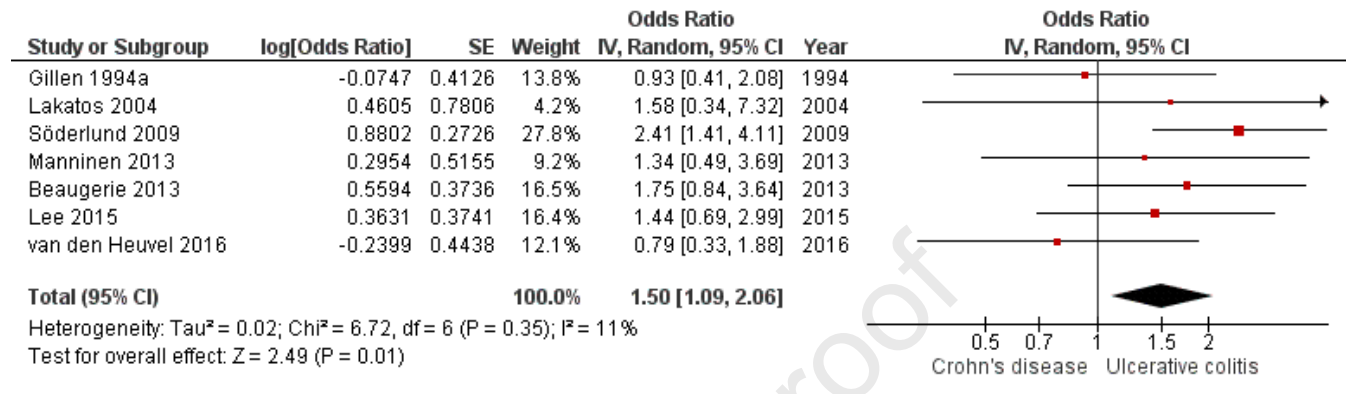 Odds Ratio Odds Ratio
Study or Subgroup log[Odds Ratio] SE Weight IV, Random, 95% CI Year IV, Random, 95% CI
Gillen 1994a -0.0747 0.4126 13.8% 0.93 [0.41, 2.08] 1994
Lakatos 2004 0.4605 0.7806 4.2% 1.58 [0.34, 7.32] 2004
Söderlund 2009 0.8802 0.2726 27.8% 2.41 [1.41, 4.11] 2009
Manninen 2013 0.2954 0.5155 9.2% 1.34 [0.49, 3.69] 2013
Beaugerie 2013 0.5594 0.3736 16.5% 1.75 [0.84, 3.64] 2013
Lee 2015 0.3631 0.3741 16.4% 1.44 [0.69, 2.99] 2015
van den Heuvel 2016 -0.2399 0.4438 12.1% 0.79 [0.33, 1.88] 2016
Total (95% CI) 100.0% 1.50 [1.09, 2.06]
Heterogeneity: Tau² = 0.02; Chi² = 6.72, df = 6 (P = 0.35); I² = 11%
Test for overall effect: Z = 2.49 (P = 0.01)
0.5 0.7 1 1.5 2
Crohn's disease Ulcerative colitis
roof